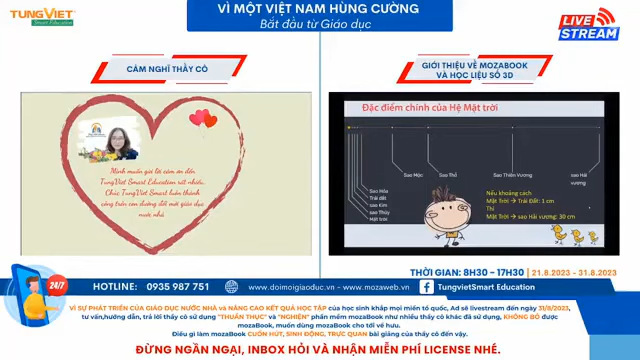 TUNGVIET
Smart Education
VÌ MỘT VIỆT NAM HÙNG CƯỜNG
Bắt đầu từ Giáo dục
LIVE
STREAM
CẢM NGHĨ THẦY CÔ
GIỚI THIỆU VỀ MOZABOOK
VÀ HỌC LIỆU SỐ 3D
Mình muốn gửi lời cảm ơn đến
TungViet Smart Education rất nhiều.
Chúc TungViet Smart luôn thành
công trên con đường đổi mới giáo dục
nước nhà
Đặc điểm chính của Hệ Mặt trời
Sao Mộc
Sao Thổ
Sao Thiên Vương
sao Hải
vương
Sao Hỏa
Trái đất
sao Kim
sao Thủy
Mặt trời
Nếu khoảng cách
Mặt Trời → Trái Đất: 1 cm
Thì
Mặt Trời → sao Hải vương: 30 cm
THỜI GIAN: 8H30 - 17H30 | 21.8.2023 - 31.8.2023
24/7
HOTLINE: 0935 987 751
www.doimoigiaoduc.vn - www.mozaweb.vn
TungvietSmart Education
VÌ SỰ PHÁT TRIỂN CỦA GIÁO DỤC NƯỚC NHÀ và NÂNG CAO KẾT QUẢ HỌC TẬP của học sinh khắp mọi miền tổ quốc, Ad sẽ livestream đến ngày 31/8/2023,
tư vấn,hướng dẫn, trả lời thầy cô sử dụng "THUẦN THỤC" và "NGHIỆN" phần mềm mozaBook như nhiều thầy cô khác đã sử dụng, KHÔNG BỎ được
mozaBook, muốn dùng mozaBook cho tới về hưu.
Điều gì làm mozaBook CUỐN HÚT, SINH ĐỘNG, TRỰC QUAN bài giảng của thầy cô đến vậy.
ĐỪNG NGẦN NGẠI, INBOX HỎI VÀ NHẬN MIỄN PHÍ LICENSE NHÉ.